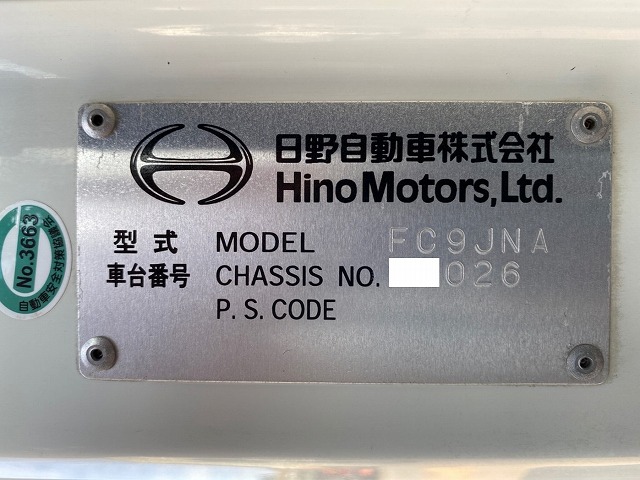 日野自動車株式会社
Hino Motors, Ltd.
型式 MODEL FC9JNA
車台番号 CHASSIS NO. 026
P.S. CODE
No.3663